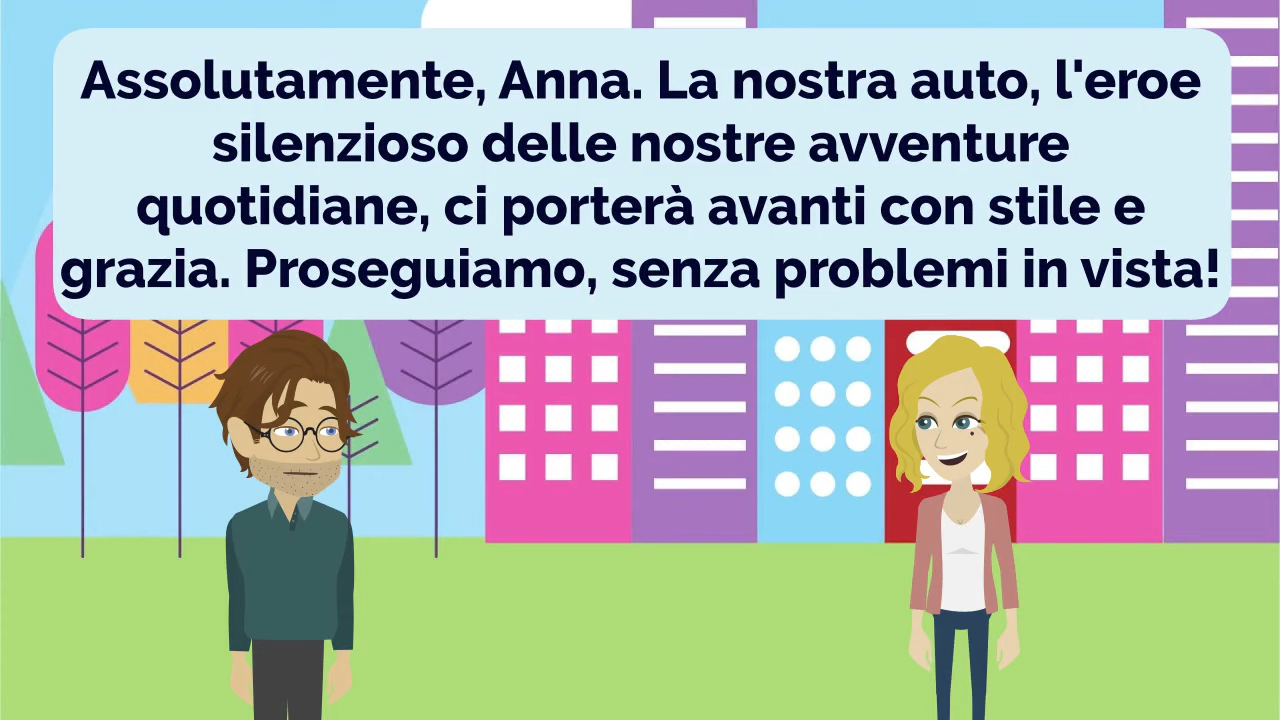 Assolutamente, Anna. La nostra auto, l'eroe
silenzioso delle nostre avventure
quotidiane, ci porterà avanti con stile e
grazia. Proseguiamo, senza problemi in vista!